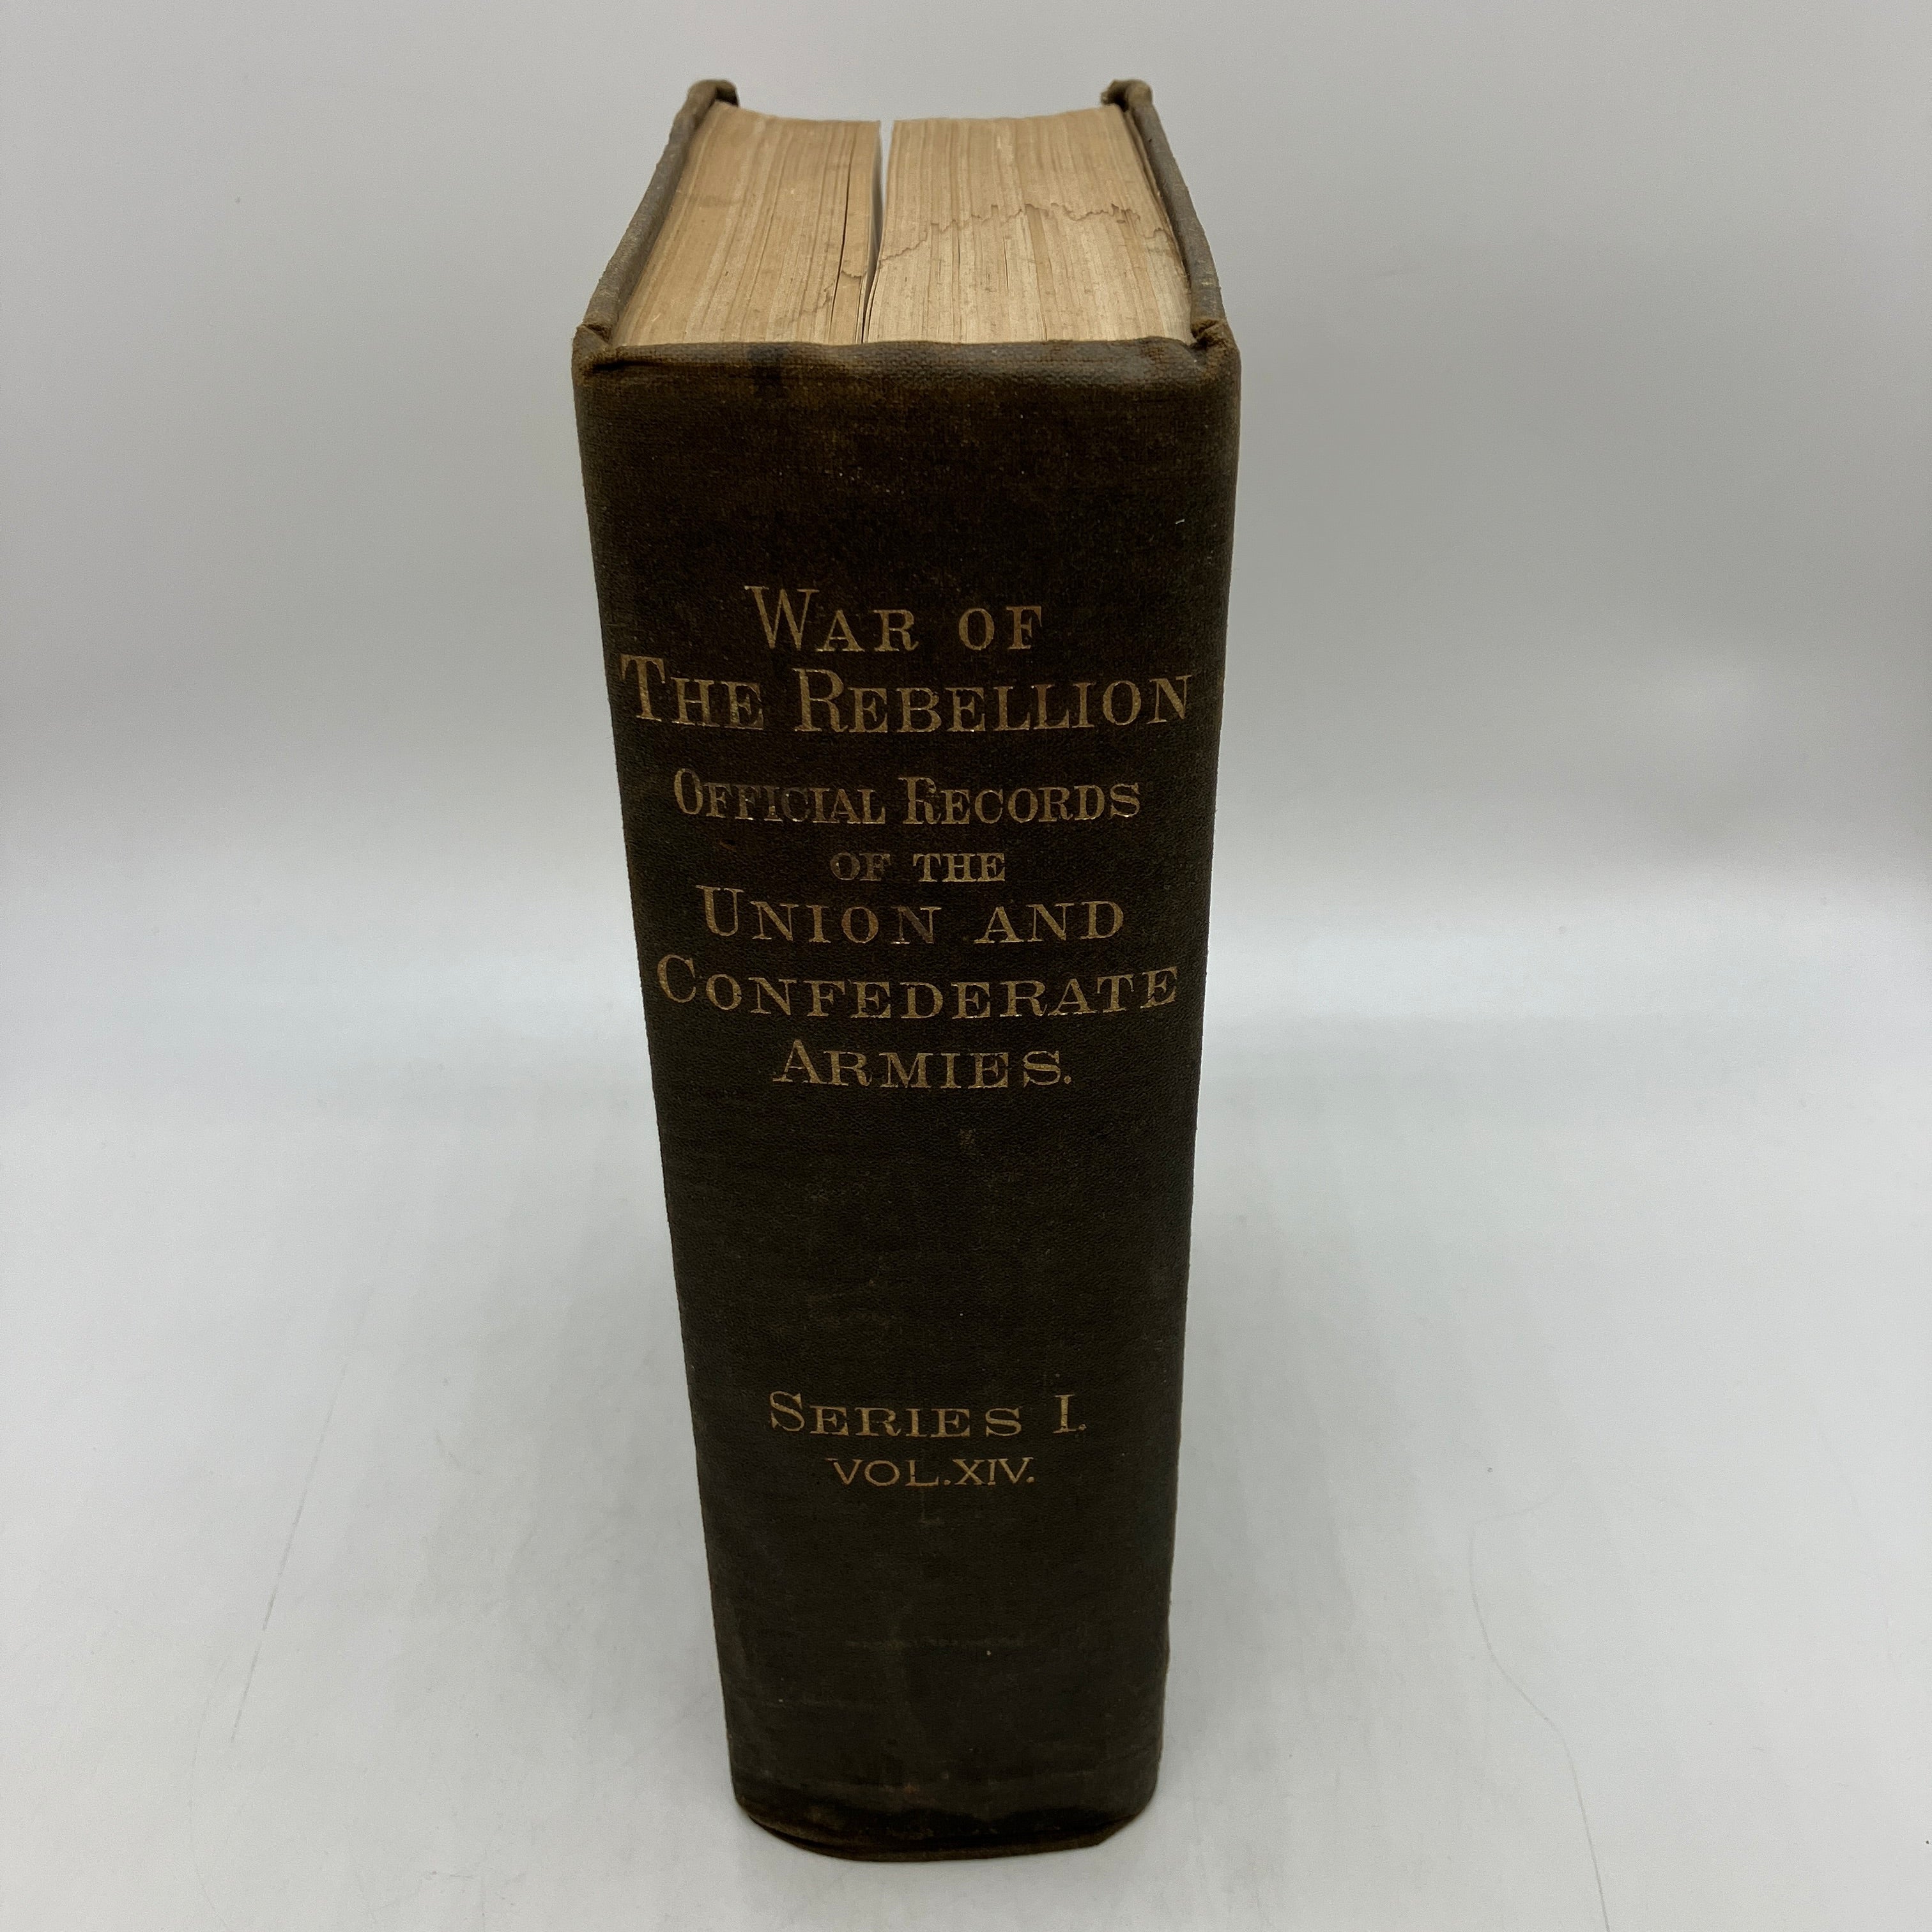 War of
The Rebellion
Official Records
of the
Union and
Confederate
Armies.
Series I.
VOL. XIV.